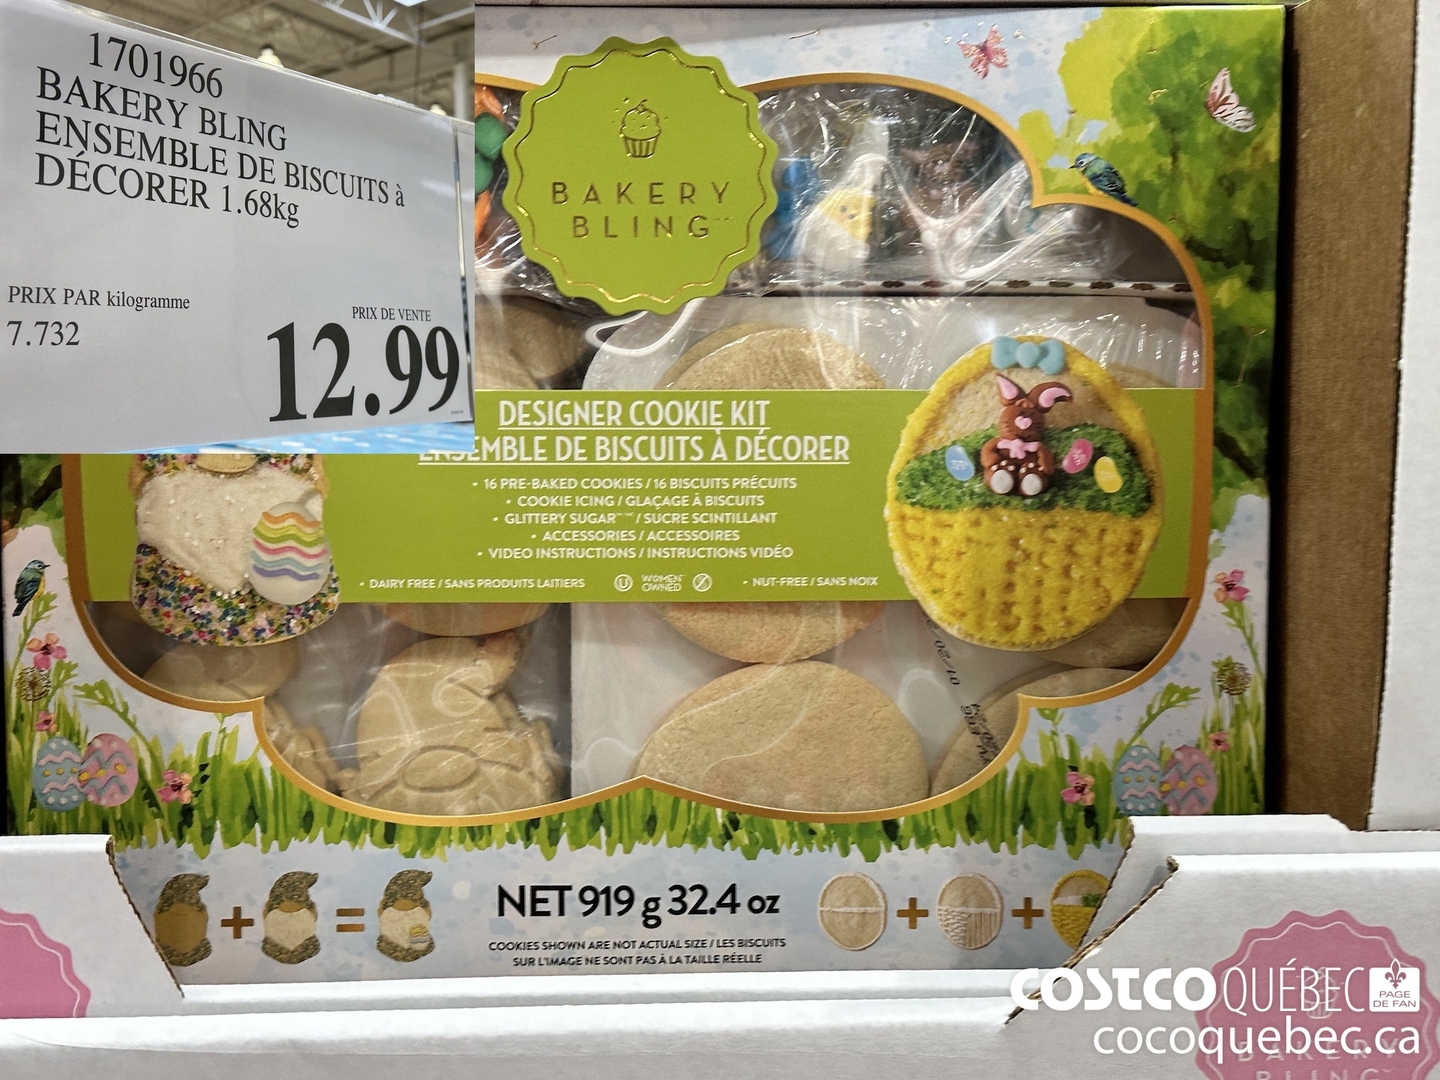 1701966
BAKERY BLING
ENSEMBLE DE BISCUITS à
DÉCORER 1.68kg
PRIX PAR kilogramme
7.732
PRIX DE VENTE
12.99
BAKERY
BLING
DESIGNER COOKIE KIT
ENSEMBLE DE BISCUITS À DÉCORER
• 16 PRE-BAKED COOKIES / 16 BISCUITS PRÉCUITS
• COOKIE ICING / GLAÇAGE À BISCUITS
• GLITTERY SUGAR™ / SUCRE SCINTILLANT
• ACCESSORIES / ACCESSOIRES
• VIDEO INSTRUCTIONS / INSTRUCTIONS VIDÉO
• DAIRY FREE / SANS PRODUITS LAITIERS
U
WOMEN
OWNED
• NUT-FREE / SANS NOIX
NET 919 g 32.4 oz
COOKIES SHOWN ARE NOT ACTUAL SIZE / LES BISCUITS
SUR L'IMAGE NE SONT PAS À LA TAILLE RÉELLE
COSTCO QUÉBEC
PAGE
DE FAN
cocoquebec.ca
BAKERY
BLING